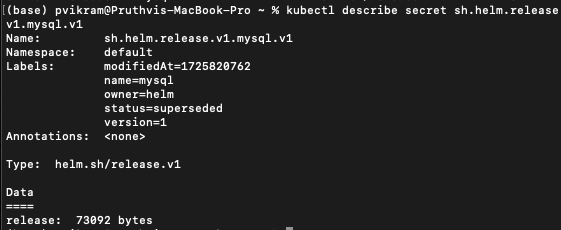 [(base) pvikram@Pruthvis-MacBook-Pro ~ % kubectl describe secret sh.helm.release
v1.mysql.v1
Name: sh.helm.release.v1.mysql.v1
Namespace: default
Labels: modifiedAt=1725820762
name=mysql
owner=helm
status=superseded
version=1
Annotations: <none>
Type: helm.sh/release.v1
Data
====
release: 73092 bytes